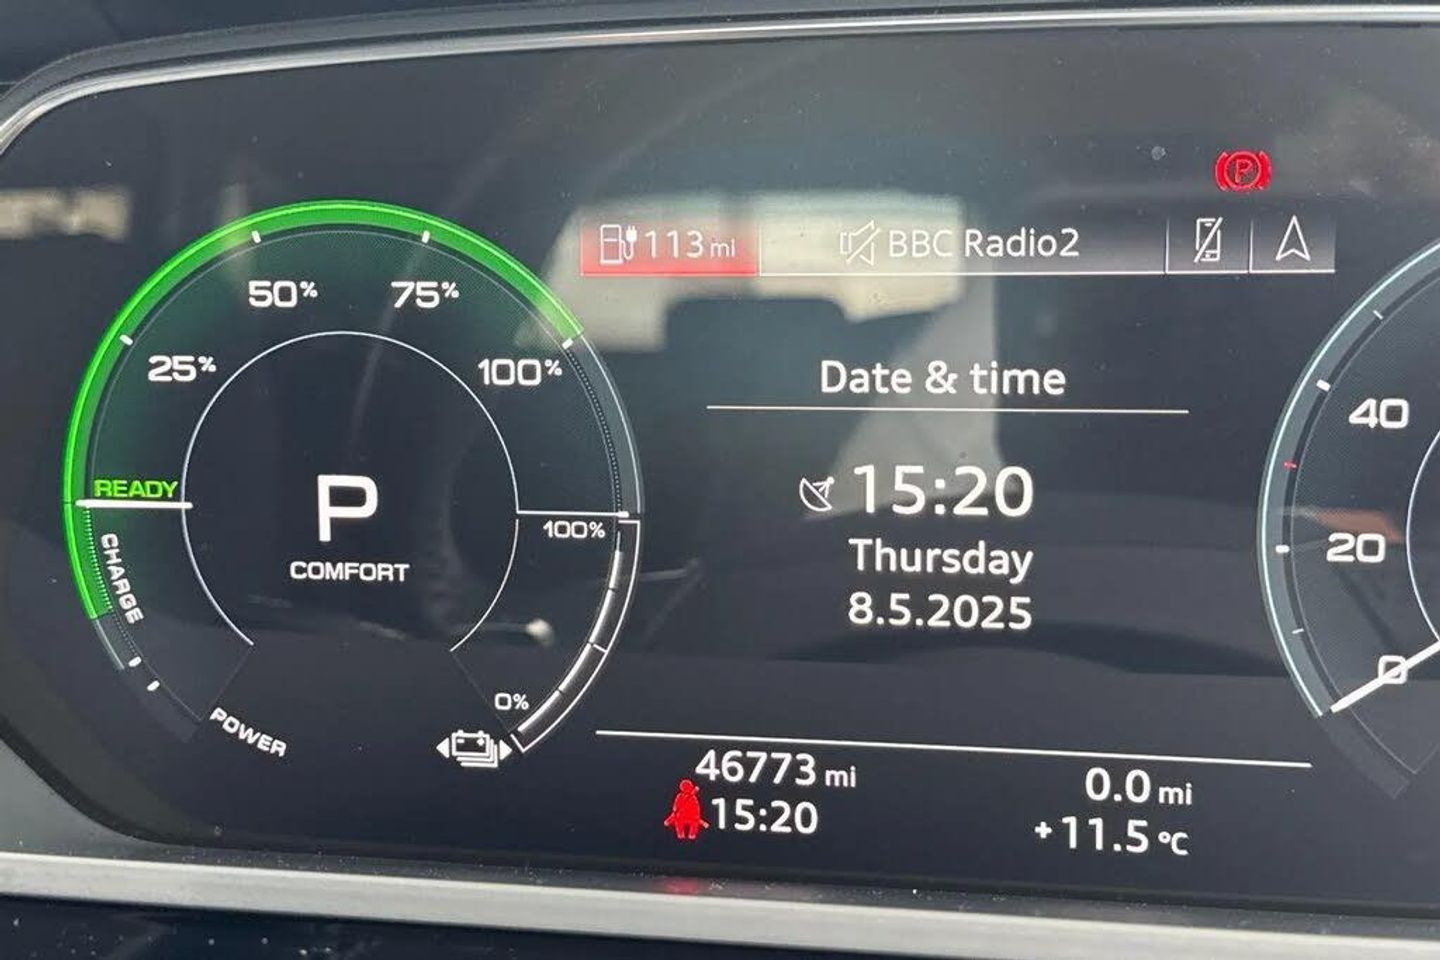 P
113 mi
BBC Radio2
50%
75%
25%
100%
Date & time
40
READY
P
COMFORT
15:20
Thursday
8.5.2025
20
100%
CHARGE
0%
POWER
0
46773 mi
0.0 mi
15:20
+11.5 °C